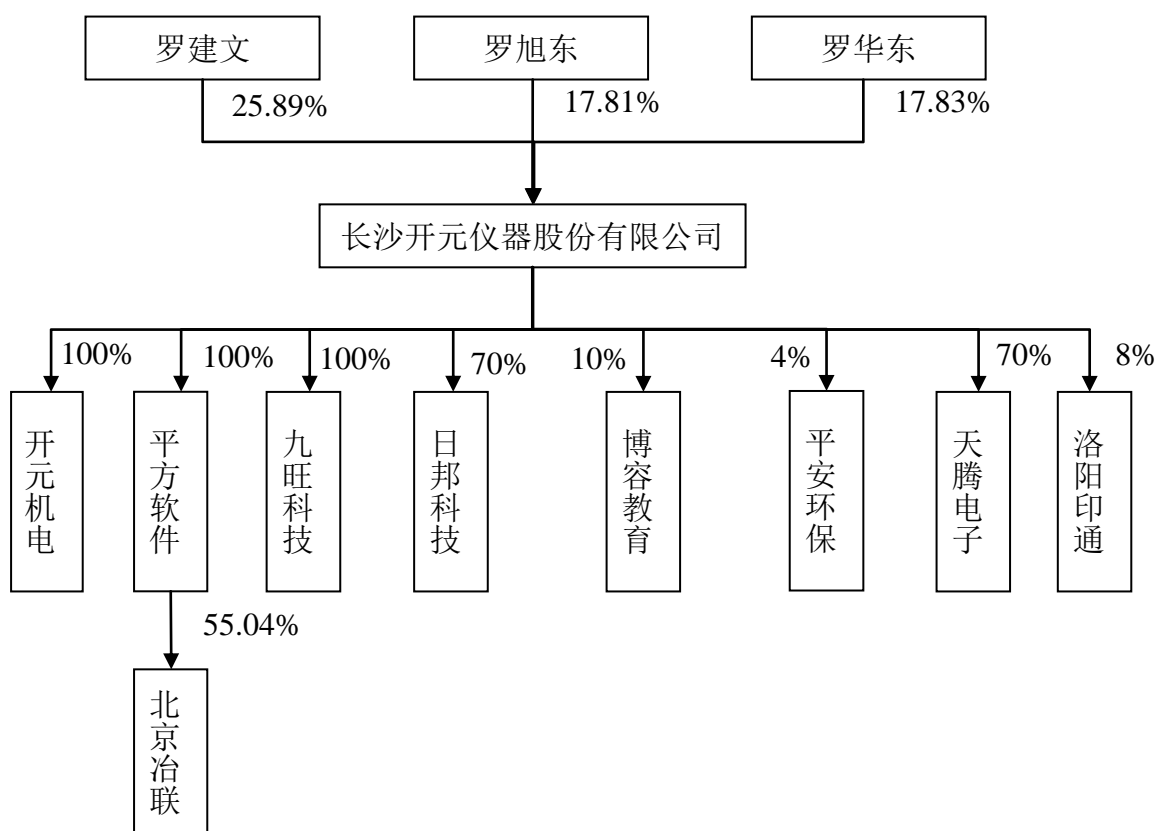 罗建文
罗旭东
罗华东
25.89%
17.81%
17.83%
长沙开元仪器股份有限公司
100%
100%
100%
70%
10%
4%
70%
8%
开元机电
平方软件
九旺科技
日邦科技
博容教育
平安环保
天腾电子
洛阳印通
55.04%
北京冶联